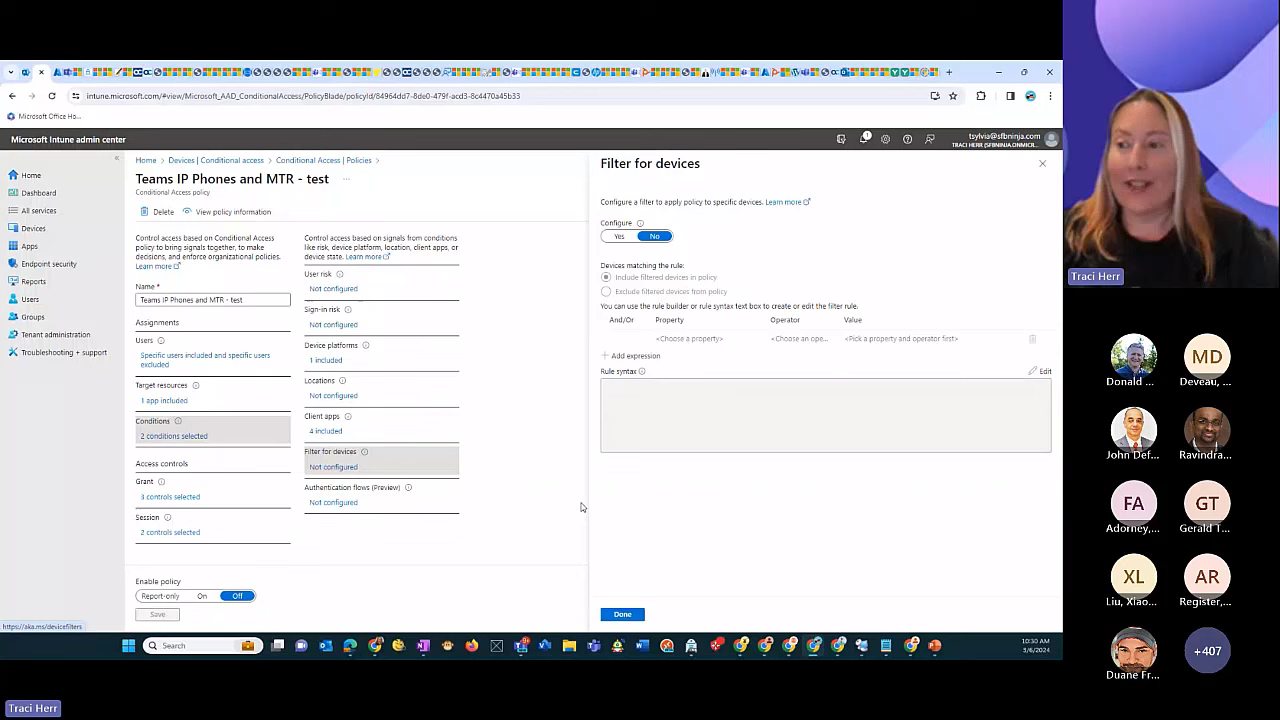 intune.microsoft.com/#view/Microsoft_AAD_ConditionalAccess/PolicyBlade/policyId/84964dd7-8de0-479f-acd3-8c4470a45b33
Microsoft Office Ho...
Microsoft Intune admin center
tsylvia@sfbninja.com
TRACI HERR (SFBNINJA.ONMICR...
Home
Dashboard
All services
Devices
Apps
Endpoint security
Reports
Users
Groups
Tenant administration
Troubleshooting + support
Home > Devices | Conditional access > Conditional Access | Policies >
Teams IP Phones and MTR - test ...
Conditional Access policy
Delete
View policy information
Control access based on Conditional Access
policy to bring signals together, to make
decisions, and enforce organizational policies.
Learn more
Name *
Teams IP Phones and MTR - test
Assignments
Users
Specific users included and specific users
excluded
Target resources
1 app included
Conditions
2 conditions selected
Access controls
Grant
3 controls selected
Session
2 controls selected
Enable policy
Report-only On Off
Save
Control access based on signals from conditions
like risk, device platform, location, client apps, or
device state. Learn more
User risk
Not configured
Sign-in risk
Not configured
Device platforms
1 included
Locations
Not configured
Client apps
4 included
Filter for devices
Not configured
Authentication flows (Preview)
Not configured
Filter for devices
Configure a filter to apply policy to specific devices. Learn more
Configure
Yes No
Devices matching the rule:
Include filtered devices in policy
Exclude filtered devices from policy
You can use the rule builder or rule syntax text box to create or edit the filter rule.
And/Or Property Operator Value
<Choose a property> <Choose an ope... <Pick a property and operator first>
+ Add expression
Rule syntax
Edit
Done
https://aka.ms/devicefilters
Search
10:30 AM
3/6/2024
Traci Herr
Donald ...
MD
Deveau, ...
John Def...
Ravindra...
FA
Adorney,...
GT
Gerald T...
XL
Liu, Xiao...
AR
Register,...
Duane Fr...
+407
Traci Herr